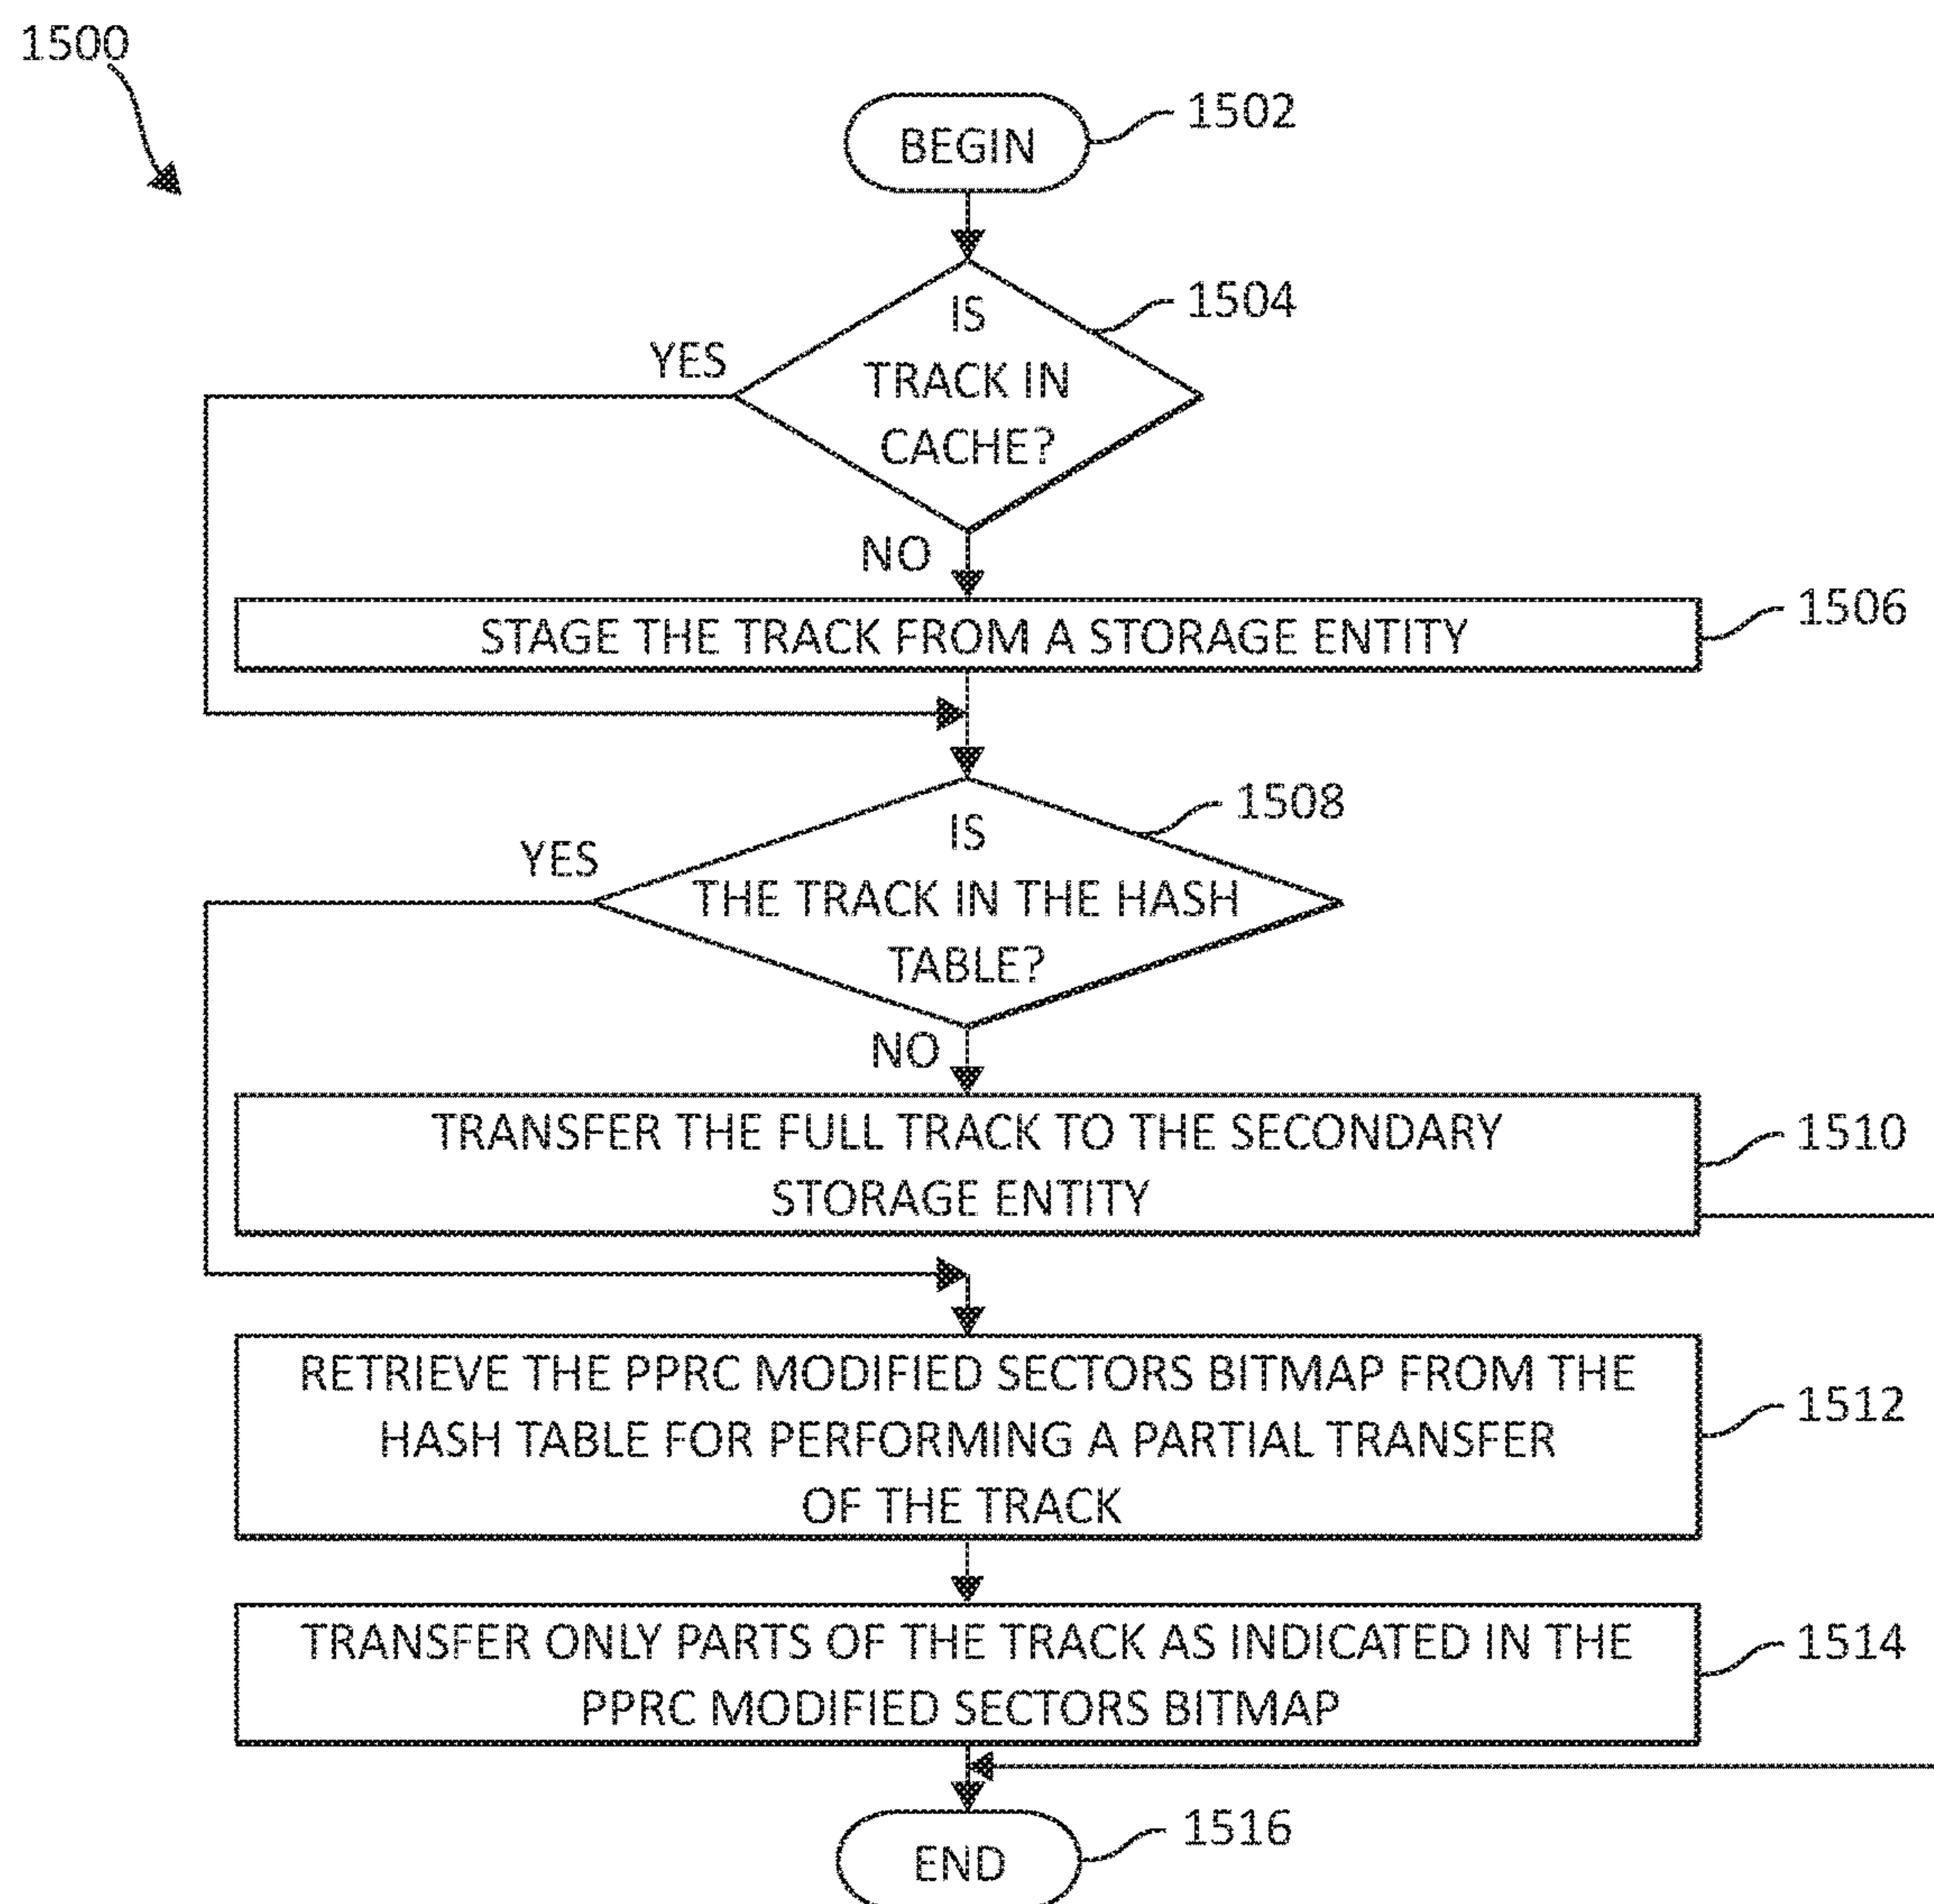 1500
BEGIN
1502
IS
TRACK IN
CACHE?
1504
YES
NO
STAGE THE TRACK FROM A STORAGE ENTITY
1506
IS
THE TRACK IN THE HASH
TABLE?
1508
YES
NO
TRANSFER THE FULL TRACK TO THE SECONDARY
STORAGE ENTITY
1510
RETRIEVE THE PPRC MODIFIED SECTORS BITMAP FROM THE
HASH TABLE FOR PERFORMING A PARTIAL TRANSFER
OF THE TRACK
1512
TRANSFER ONLY PARTS OF THE TRACK AS INDICATED IN THE
PPRC MODIFIED SECTORS BITMAP
1514
END
1516